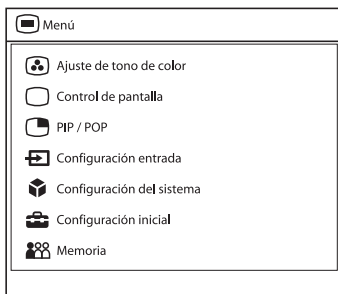 Menú
Ajuste de tono de color
Control de pantalla
PIP / POP
Configuración entrada
Configuración del sistema
Configuración inicial
Memoria